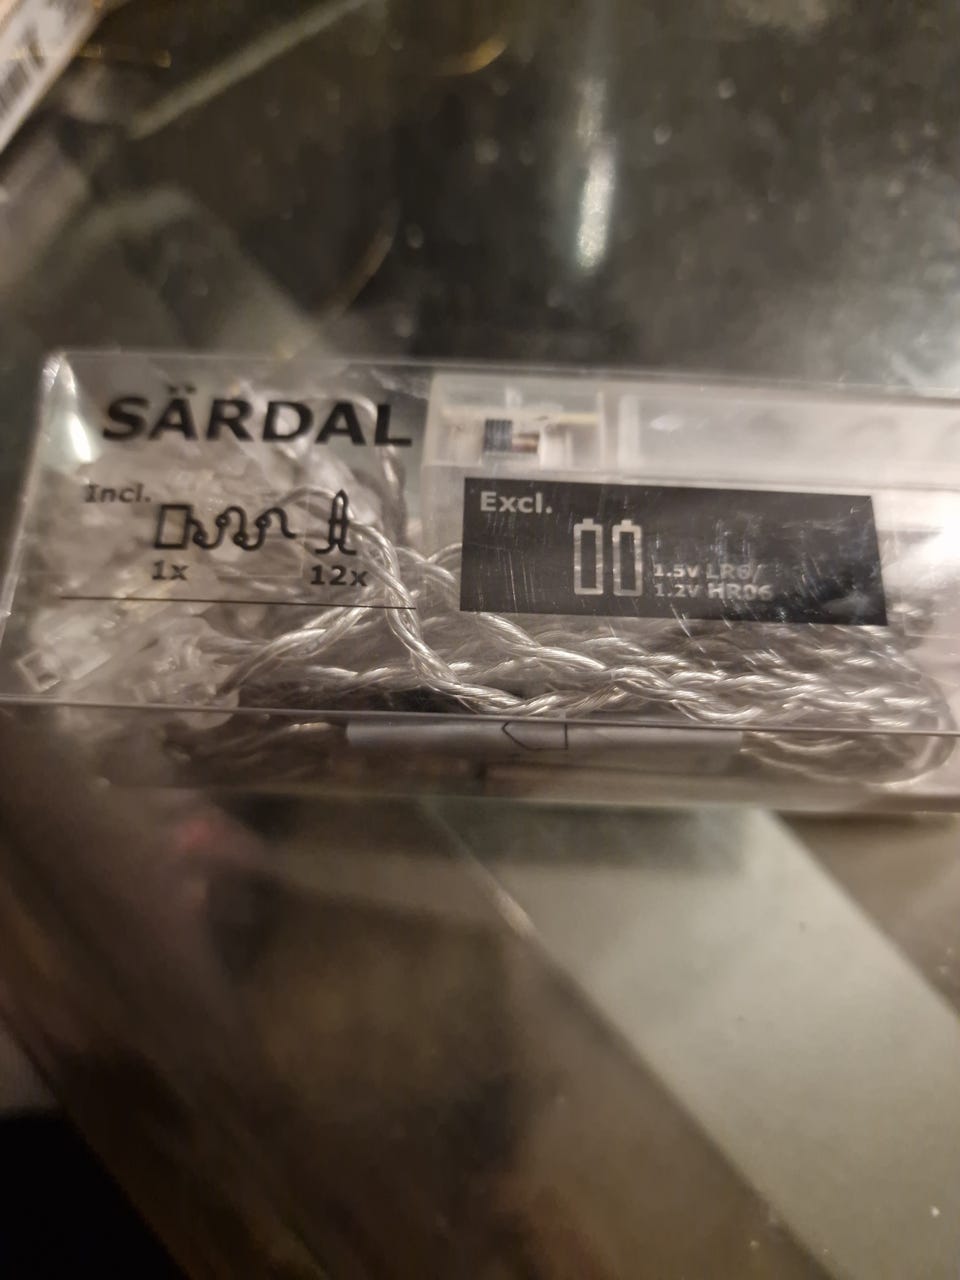 SÄRDAL
Incl.
1x
12x
Excl.
1.5V LR6/
1.2V HR06